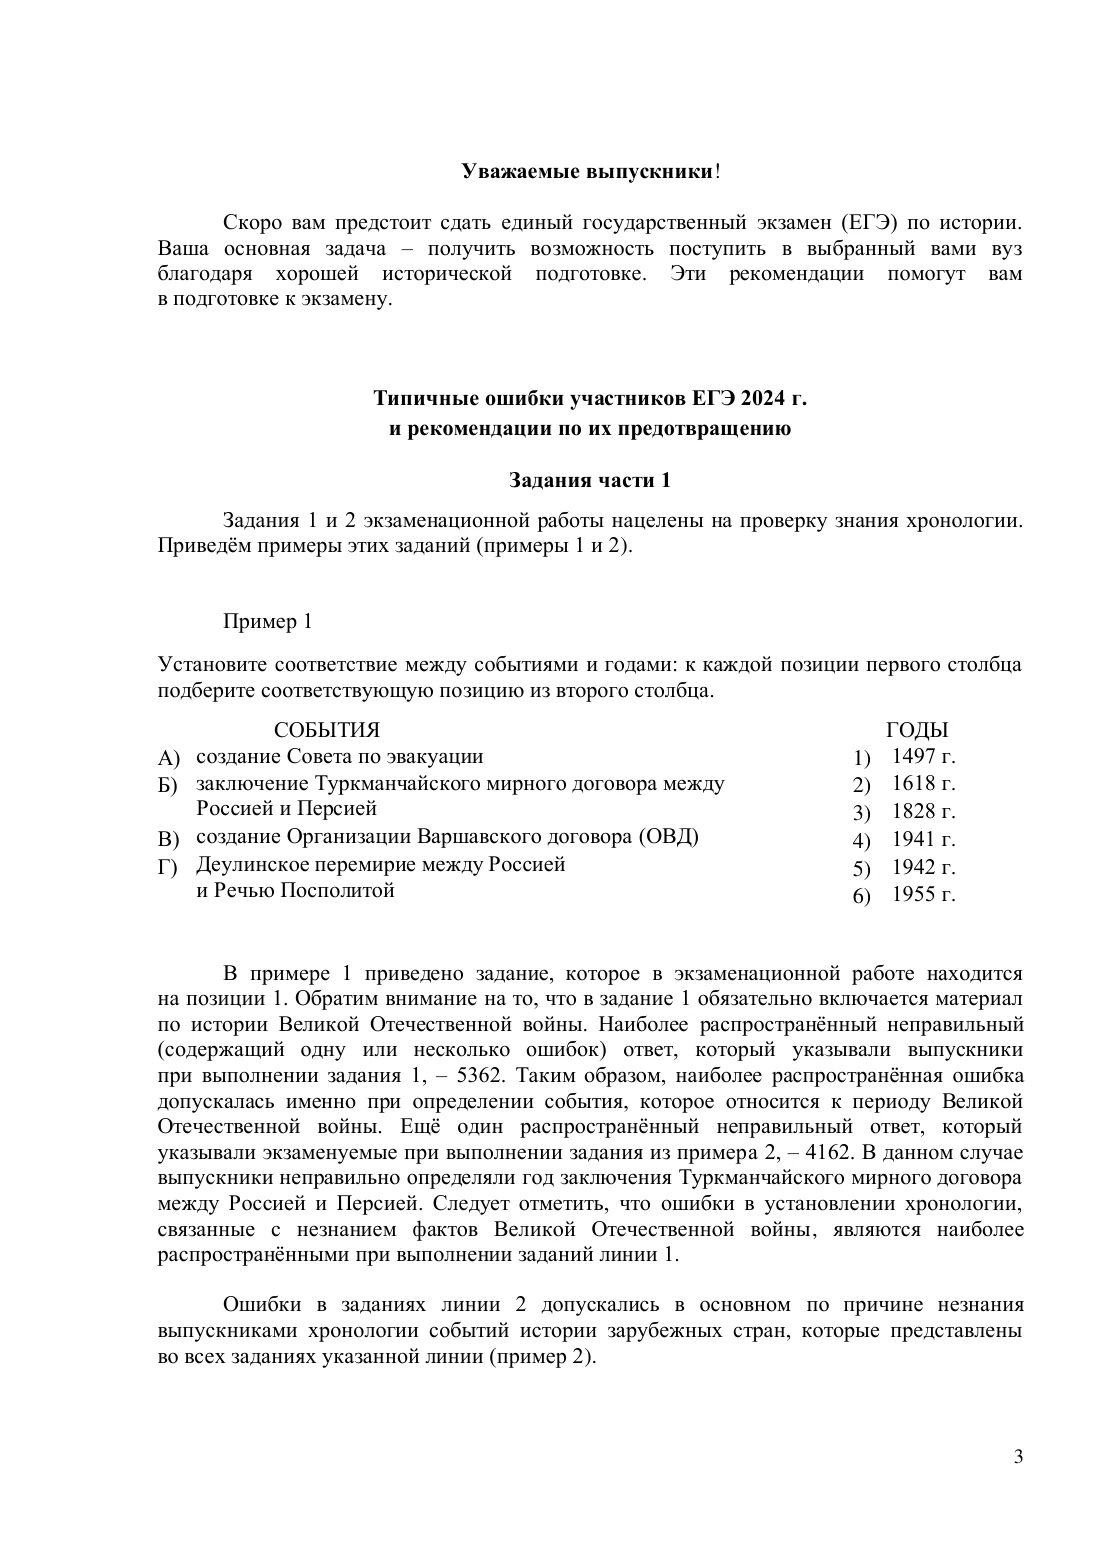 Уважаемые выпускники!
Скоро вам предстоит сдать единый государственный экзамен (ЕГЭ) по истории.
Ваша основная задача – получить возможность поступить в выбранный вами вуз
благодаря хорошей исторической подготовке. Эти рекомендации помогут вам
в подготовке к экзамену.
Типичные ошибки участников ЕГЭ 2024 г.
и рекомендации по их предотвращению
Задания части 1
Задания 1 и 2 экзаменационной работы нацелены на проверку знания хронологии.
Приведём примеры этих заданий (примеры 1 и 2).
Пример 1
Установите соответствие между событиями и годами: к каждой позиции первого столбца
подберите соответствующую позицию из второго столбца.
СОБЫТИЯ ГОДЫ
А) создание Совета по эвакуации 1) 1497 г.
Б) заключение Туркманчайского мирного договора между 2) 1618 г.
Россией и Персией 3) 1828 г.
В) создание Организации Варшавского договора (ОВД) 4) 1941 г.
Г) Деулинское перемирие между Россией 5) 1942 г.
и Речью Посполитой 6) 1955 г.
В примере 1 приведено задание, которое в экзаменационной работе находится
на позиции 1. Обратим внимание на то, что в задание 1 обязательно включается материал
по истории Великой Отечественной войны. Наиболее распространённый неправильный
(содержащий одну или несколько ошибок) ответ, который указывали выпускники
при выполнении задания 1, – 5362. Таким образом, наиболее распространённая ошибка
допускалась именно при определении события, которое относится к периоду Великой
Отечественной войны. Ещё один распространённый неправильный ответ, который
указывали экзаменуемые при выполнении задания из примера 2, – 4162. В данном случае
выпускники неправильно определяли год заключения Туркманчайского мирного договора
между Россией и Персией. Следует отметить, что ошибки в установлении хронологии,
связанные с незнанием фактов Великой Отечественной войны, являются наиболее
распространёнными при выполнении заданий линии 1.
Ошибки в заданиях линии 2 допускались в основном по причине незнания
выпускниками хронологии событий истории зарубежных стран, которые представлены
во всех заданиях указанной линии (пример 2).
3